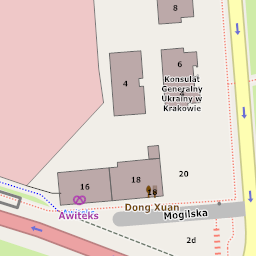 8
4
6
Konsulat
Generalny
Ukrainy w
Krakowie
16
18
20
Awiteks
Dong Xuan
Mogilska
2d